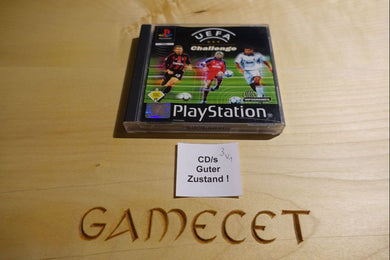 UEFA
Challenge
PlayStation
CD/s
Guter
Zustand !
GAMECET